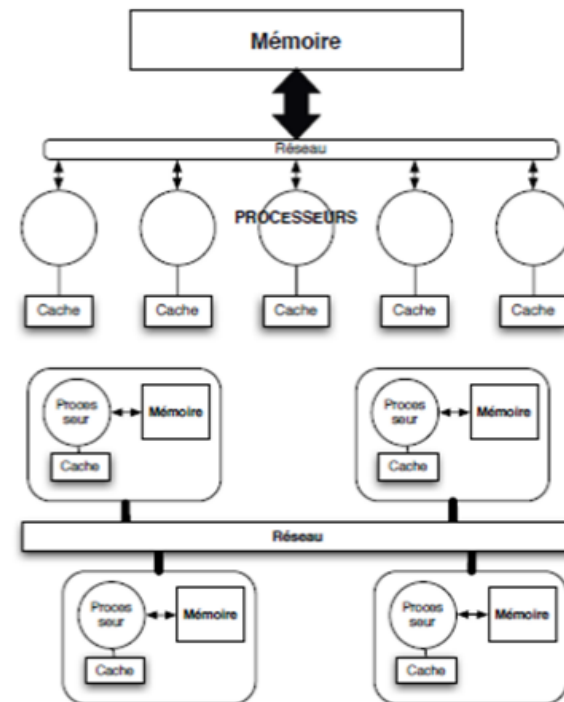 Mémoire
Réseau
PROCESSEURS
Cache Cache Cache Cache Cache
Proces
seur
Mémoire
Cache
Proces
seur
Mémoire
Cache
Réseau
Proces
seur
Mémoire
Cache
Proces
seur
Mémoire
Cache